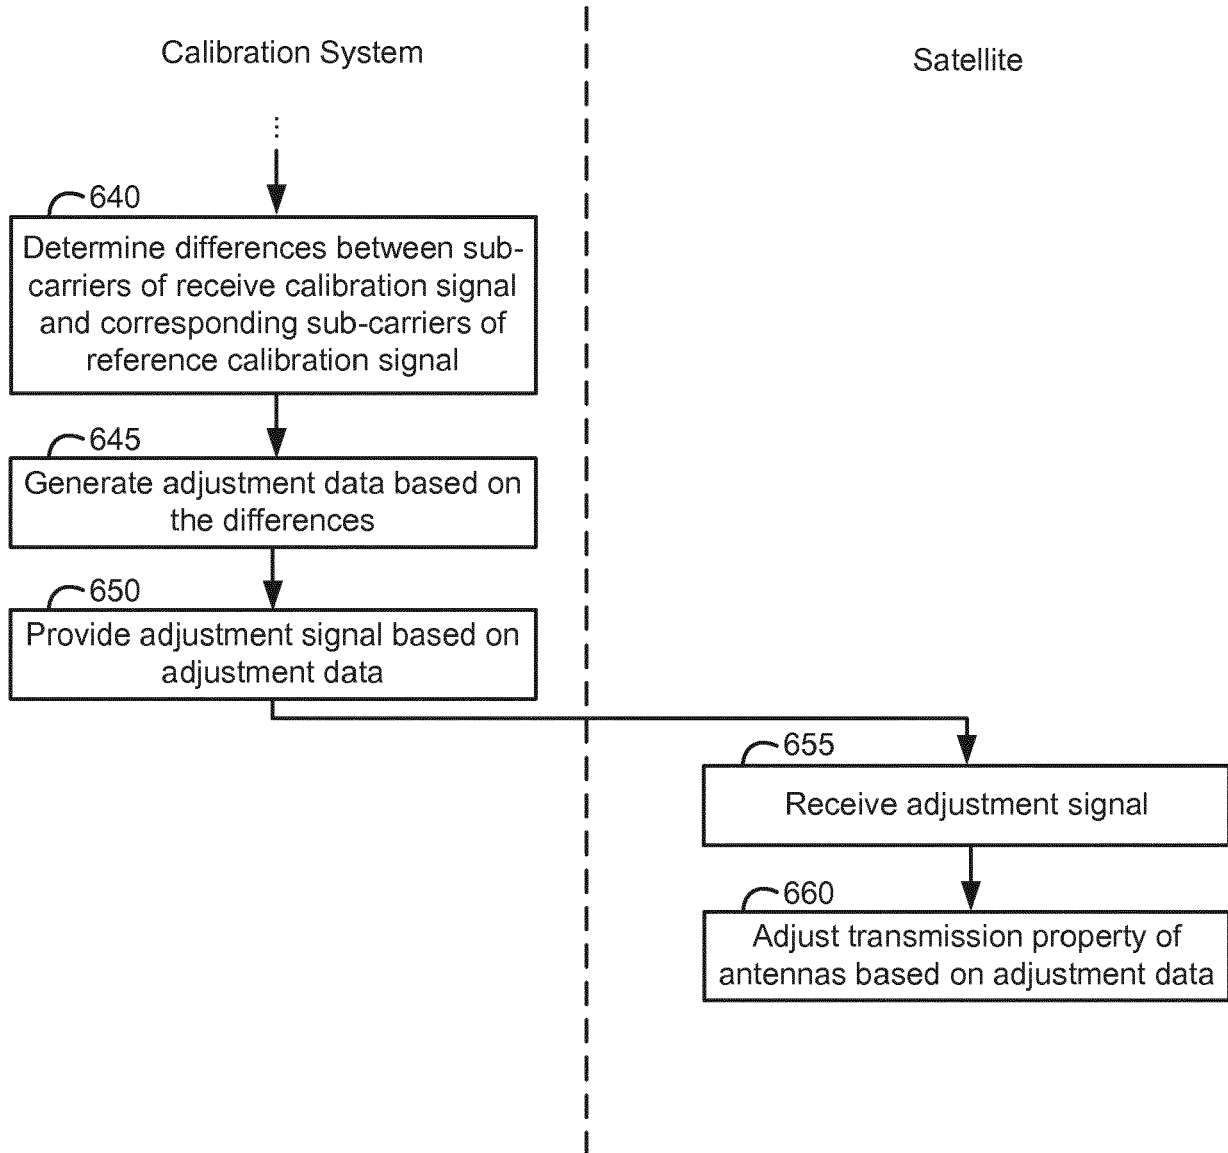 Calibration System
Satellite
...
640
Determine differences between sub-
carriers of receive calibration signal
and corresponding sub-carriers of
reference calibration signal
645
Generate adjustment data based on
the differences
650
Provide adjustment signal based on
adjustment data
655
Receive adjustment signal
660
Adjust transmission property of
antennas based on adjustment data